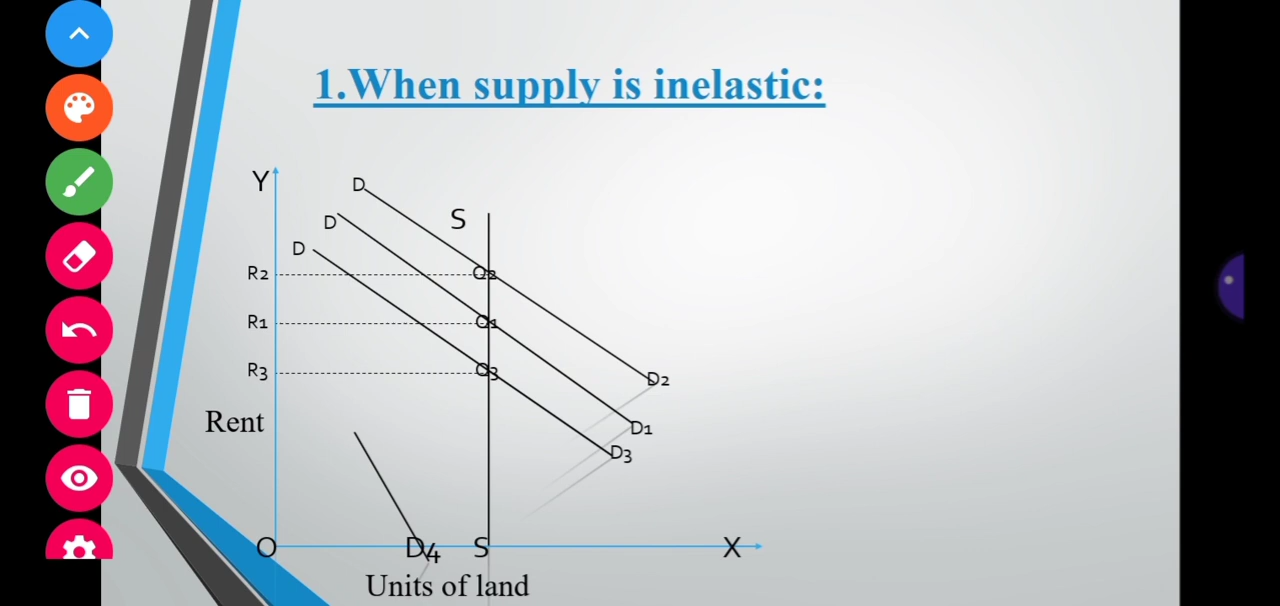 1.When supply is inelastic:
Y
D
S
D
D
R2
Q2
R1
Q1
R3
Q3
D2
Rent
D1
D3
O
D4
S
X
Units of land